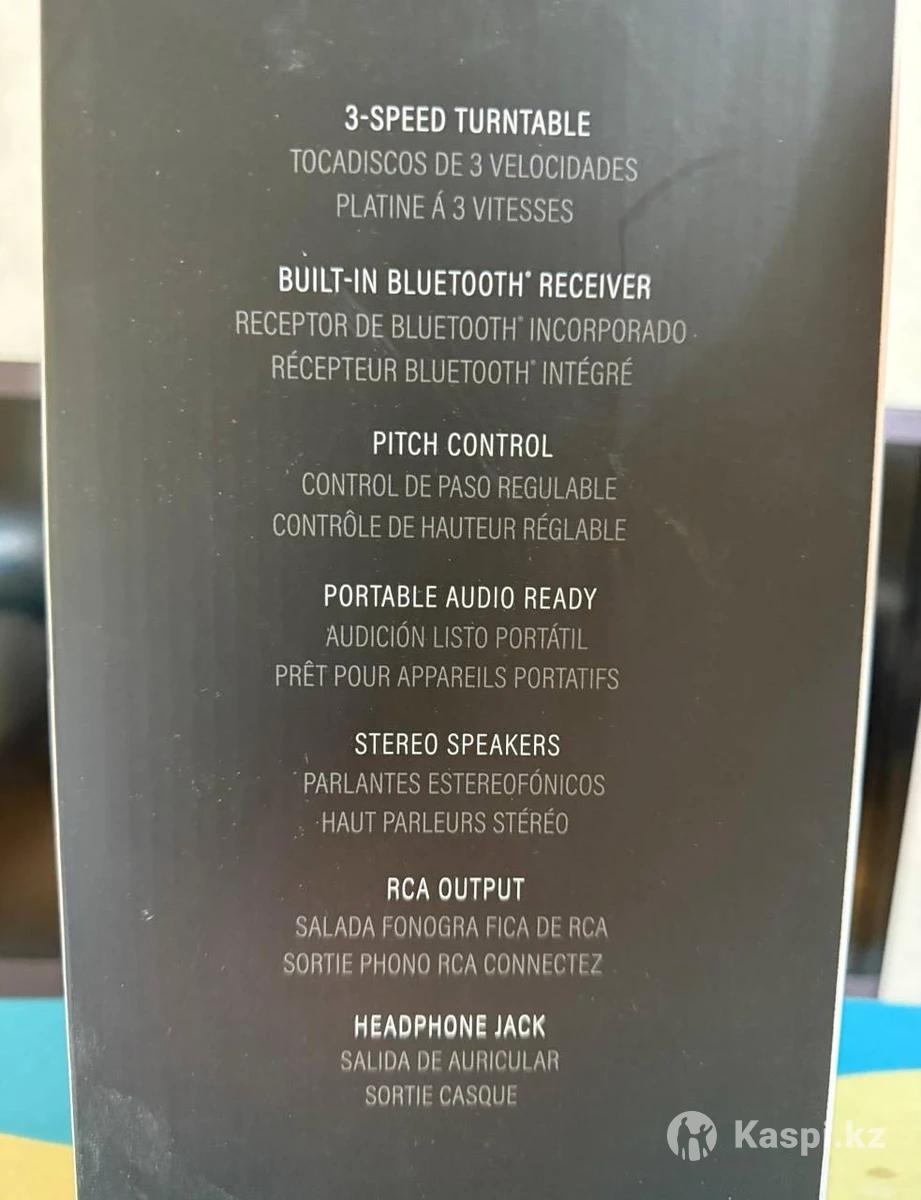 3-SPEED TURNTABLE
TOCADISCOS DE 3 VELOCIDADES
PLATINE Á 3 VITESSES
BUILT-IN BLUETOOTH® RECEIVER
RECEPTOR DE BLUETOOTH® INCORPORADO
RÉCEPTEUR BLUETOOTH® INTÉGRÉ
PITCH CONTROL
CONTROL DE PASO REGULABLE
CONTRÔLE DE HAUTEUR RÉGLABLE
PORTABLE AUDIO READY
AUDICIÓN LISTO PORTÁTIL
PRÊT POUR APPAREILS PORTATIFS
STEREO SPEAKERS
PARLANTES ESTEREOFÓNICOS
HAUT PARLEURS STÉRÉO
RCA OUTPUT
SALADA FONOGRA FICA DE RCA
SORTIE PHONO RCA CONNECTEZ
HEADPHONE JACK
SALIDA DE AURICULAR
SORTIE CASQUE
Kaspi.kz